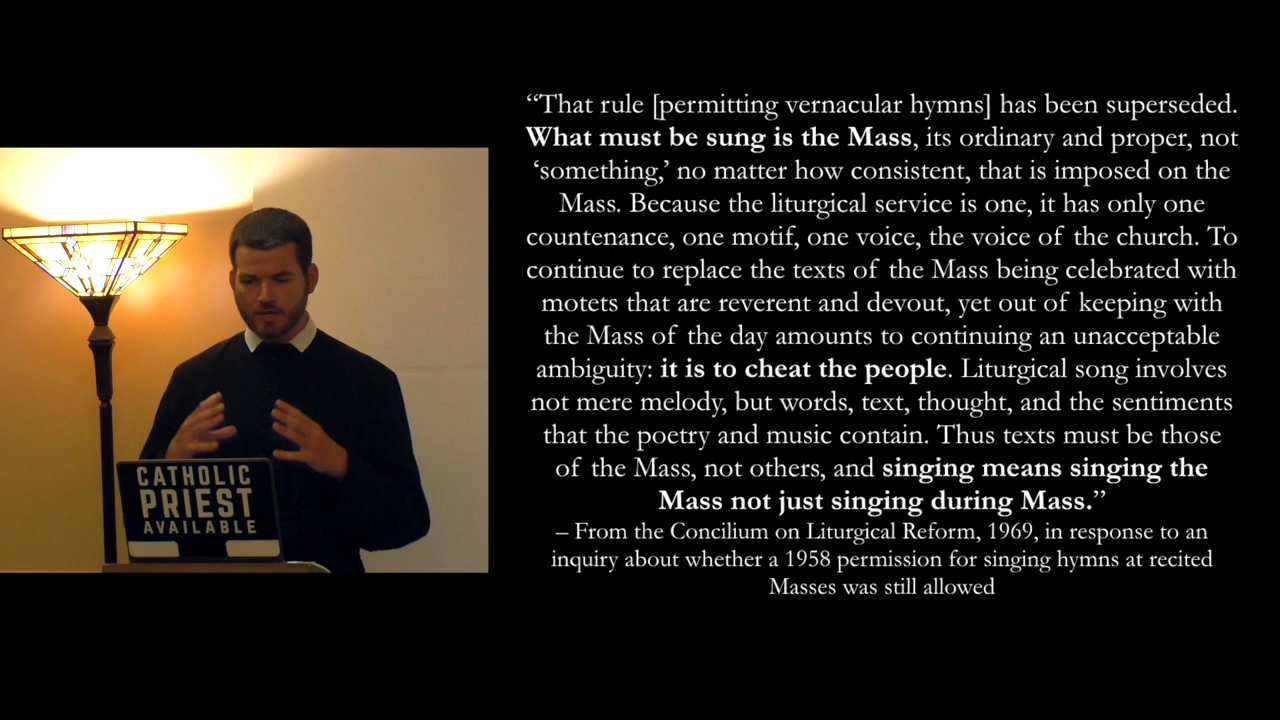 CATHOLIC
PRIEST
AVAILABLE
“That rule [permitting vernacular hymns] has been superseded.
What must be sung is the Mass, its ordinary and proper, not
‘something,’ no matter how consistent, that is imposed on the
Mass. Because the liturgical service is one, it has only one
countenance, one motif, one voice, the voice of the church. To
continue to replace the texts of the Mass being celebrated with
motets that are reverent and devout, yet out of keeping with
the Mass of the day amounts to continuing an unacceptable
ambiguity: it is to cheat the people. Liturgical song involves
not mere melody, but words, text, thought, and the sentiments
that the poetry and music contain. Thus texts must be those
of the Mass, not others, and singing means singing the
Mass not just singing during Mass.”
– From the Concilium on Liturgical Reform, 1969, in response to an
inquiry about whether a 1958 permission for singing hymns at recited
Masses was still allowed